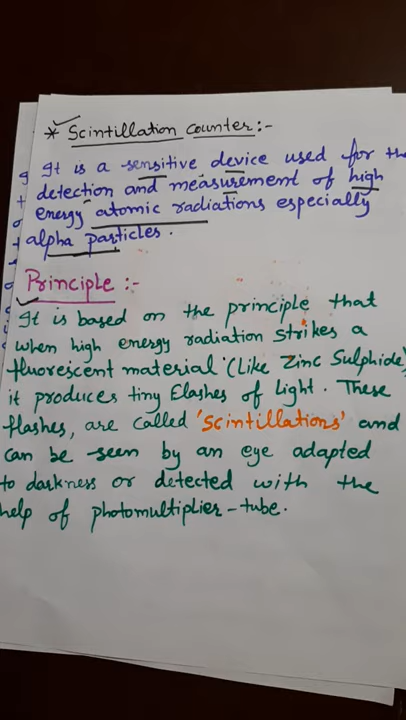 * Scintillation Counter:-
It is a sensitive device used for the
detection and measurement of high
energy atomic radiations especially
alpha particles.
Principle :-
It is based on the principle that
when high energy radiation strikes a
fluorescent material (Like Zinc Sulphide)
it produces tiny Elashes of Light. These
flashes, are called 'Scintillations' and
can be seen by an eye adapted
to darkness or detected with the
help of photomultiplier-tube.